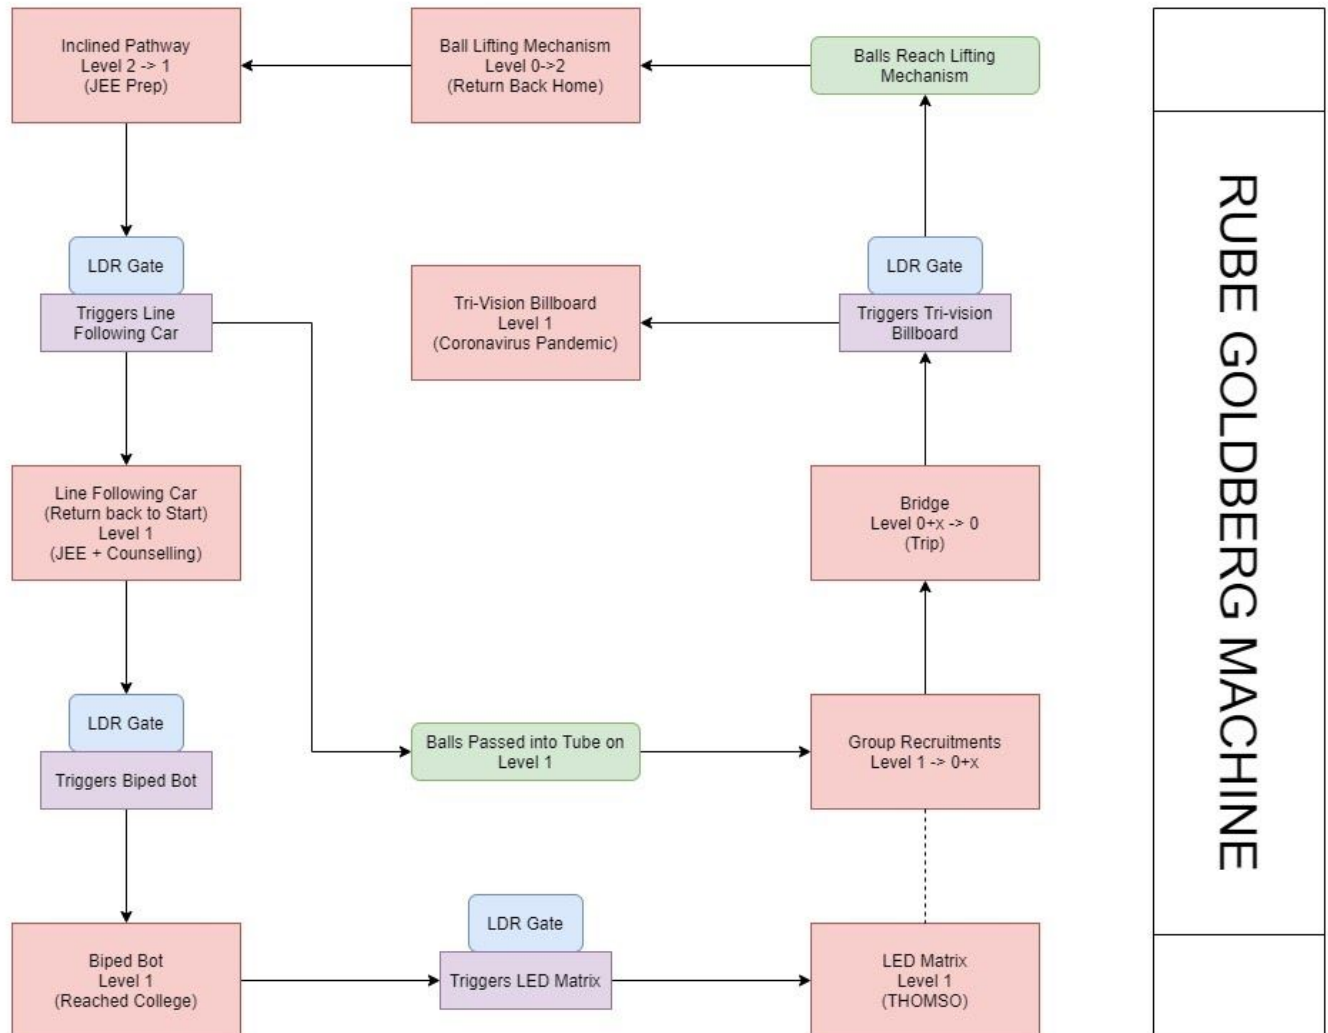 Inclined Pathway
Level 2 -> 1
(JEE Prep)
Ball Lifting Mechanism
Level 0->2
(Return Back Home)
Balls Reach Lifting
Mechanism
LDR Gate
Triggers Line
Following Car
Tri-Vision Billboard
Level 1
(Coronavirus Pandemic)
LDR Gate
Triggers Tri-vision
Billboard
Line Following Car
(Return back to Start)
Level 1
(JEE + Counselling)
Bridge
Level 0+x -> 0
(Trip)
LDR Gate
Triggers Biped Bot
Balls Passed into Tube on
Level 1
Group Recruitments
Level 1 -> 0+x
Biped Bot
Level 1
(Reached College)
LDR Gate
Triggers LED Matrix
LED Matrix
Level 1
(THOMSO)
RUBE GOLDBERG MACHINE